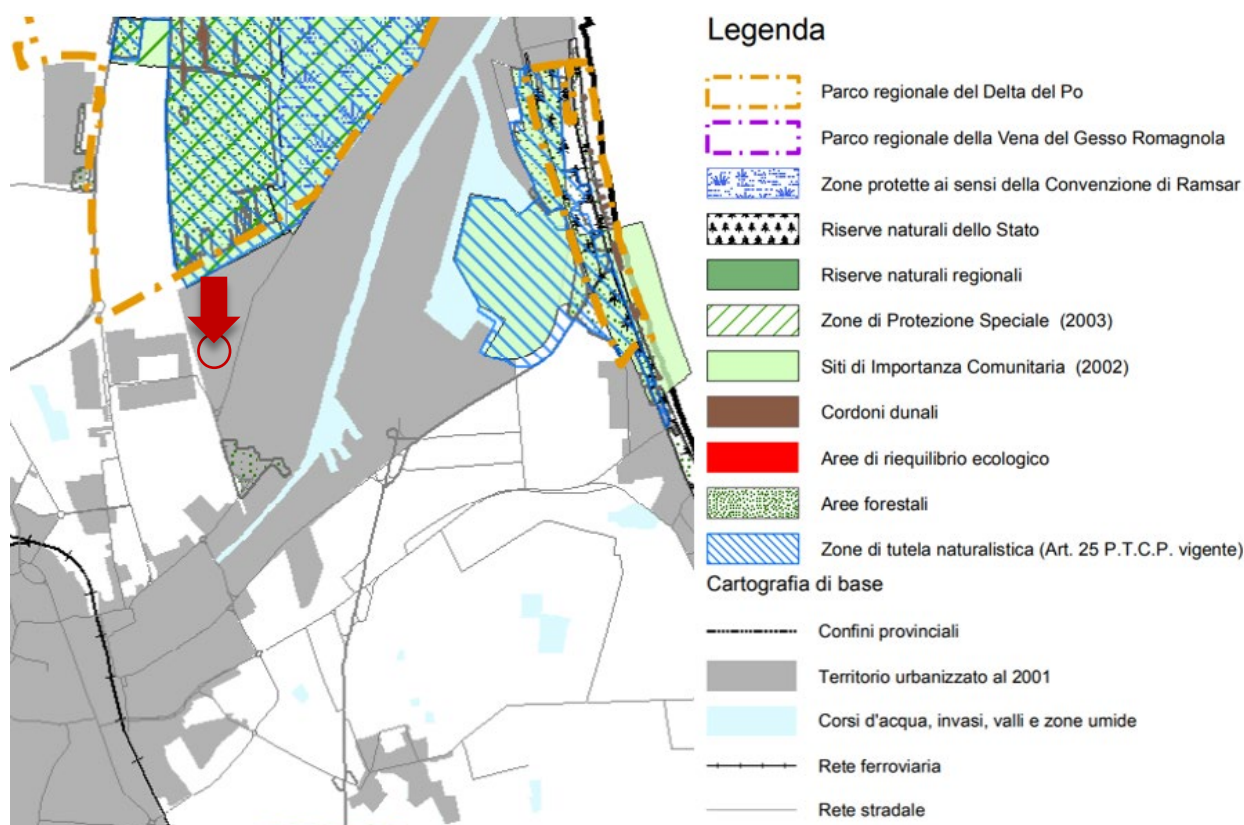 Legenda
Parco regionale del Delta del Po
Parco regionale della Vena del Gesso Romagnola
Zone protette ai sensi della Convenzione di Ramsar
Riserve naturali dello Stato
Riserve naturali regionali
Zone di Protezione Speciale (2003)
Siti di Importanza Comunitaria (2002)
Cordoni dunali
Aree di riequilibrio ecologico
Aree forestali
Zone di tutela naturalistica (Art. 25 P.T.C.P. vigente)
Cartografia di base
Confini provinciali
Territorio urbanizzato al 2001
Corsi d'acqua, invasi, valli e zone umide
Rete ferroviaria
Rete stradale